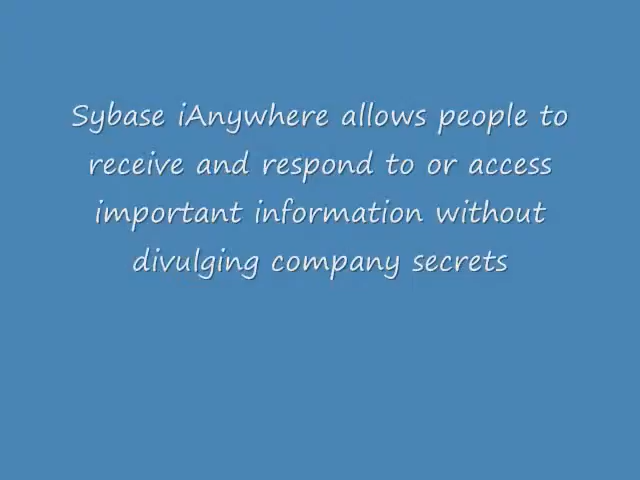 Sybase iAnywhere allows people to
receive and respond to or access
important information without
divulging company secrets